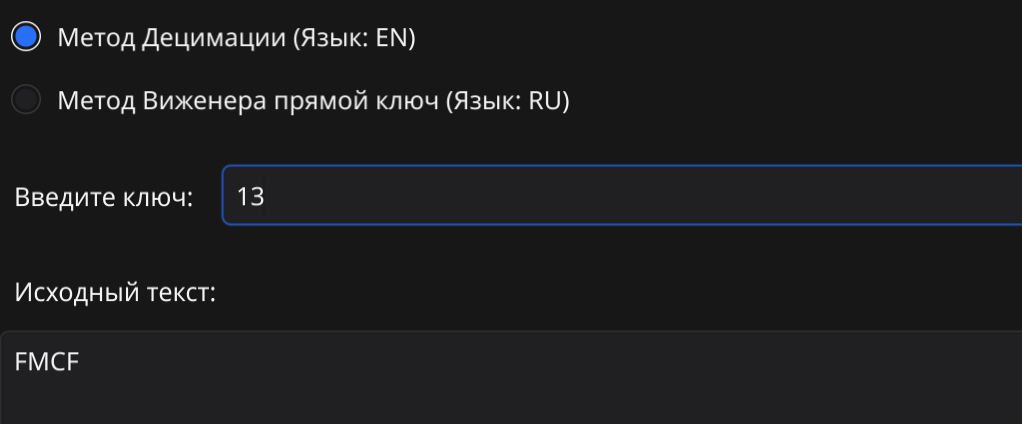 Метод Децимации (Язык: EN)
Метод Виженера прямой ключ (Язык: RU)
Введите ключ: 13
Исходный текст:
FMCF